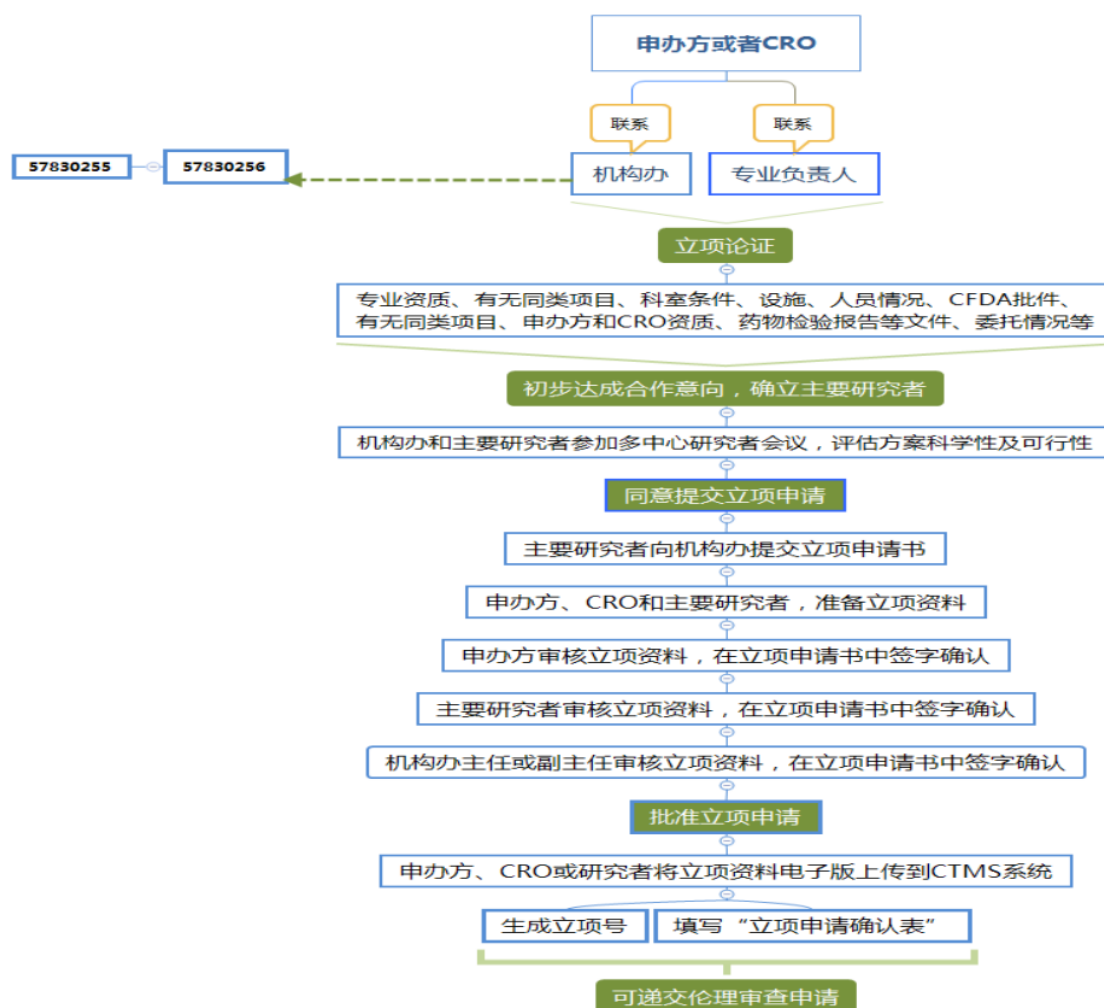 申办方或者CRO
联系
联系
57830255
57830256
机构办
专业负责人
立项论证
专业资质、有无同类项目、科室条件、设施、人员情况、CFDA批件、
有无同类项目、申办方和CRO资质、药物检验报告等文件、委托情况等
初步达成合作意向，确立主要研究者
机构办和主要研究者参加多中心研究者会议，评估方案科学性及可行性
同意提交立项申请
主要研究者向机构办提交立项申请书
申办方、CRO和主要研究者，准备立项资料
申办方审核立项资料，在立项申请书中签字确认
主要研究者审核立项资料，在立项申请书中签字确认
机构办主任或副主任审核立项资料，在立项申请书中签字确认
批准立项申请
申办方、CRO或研究者将立项资料电子版上传到CTMS系统
生成立项号
填写“立项申请确认表”
可递交伦理审查申请